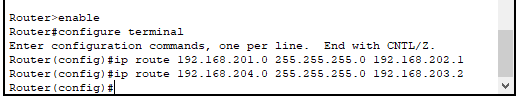 Router>enable
Router#configure terminal
Enter configuration commands, one per line.  End with CNTL/Z.
Router(config)#ip route 192.168.201.0 255.255.255.0 192.168.202.1
Router(config)#ip route 192.168.204.0 255.255.255.0 192.168.203.2
Router(config)#